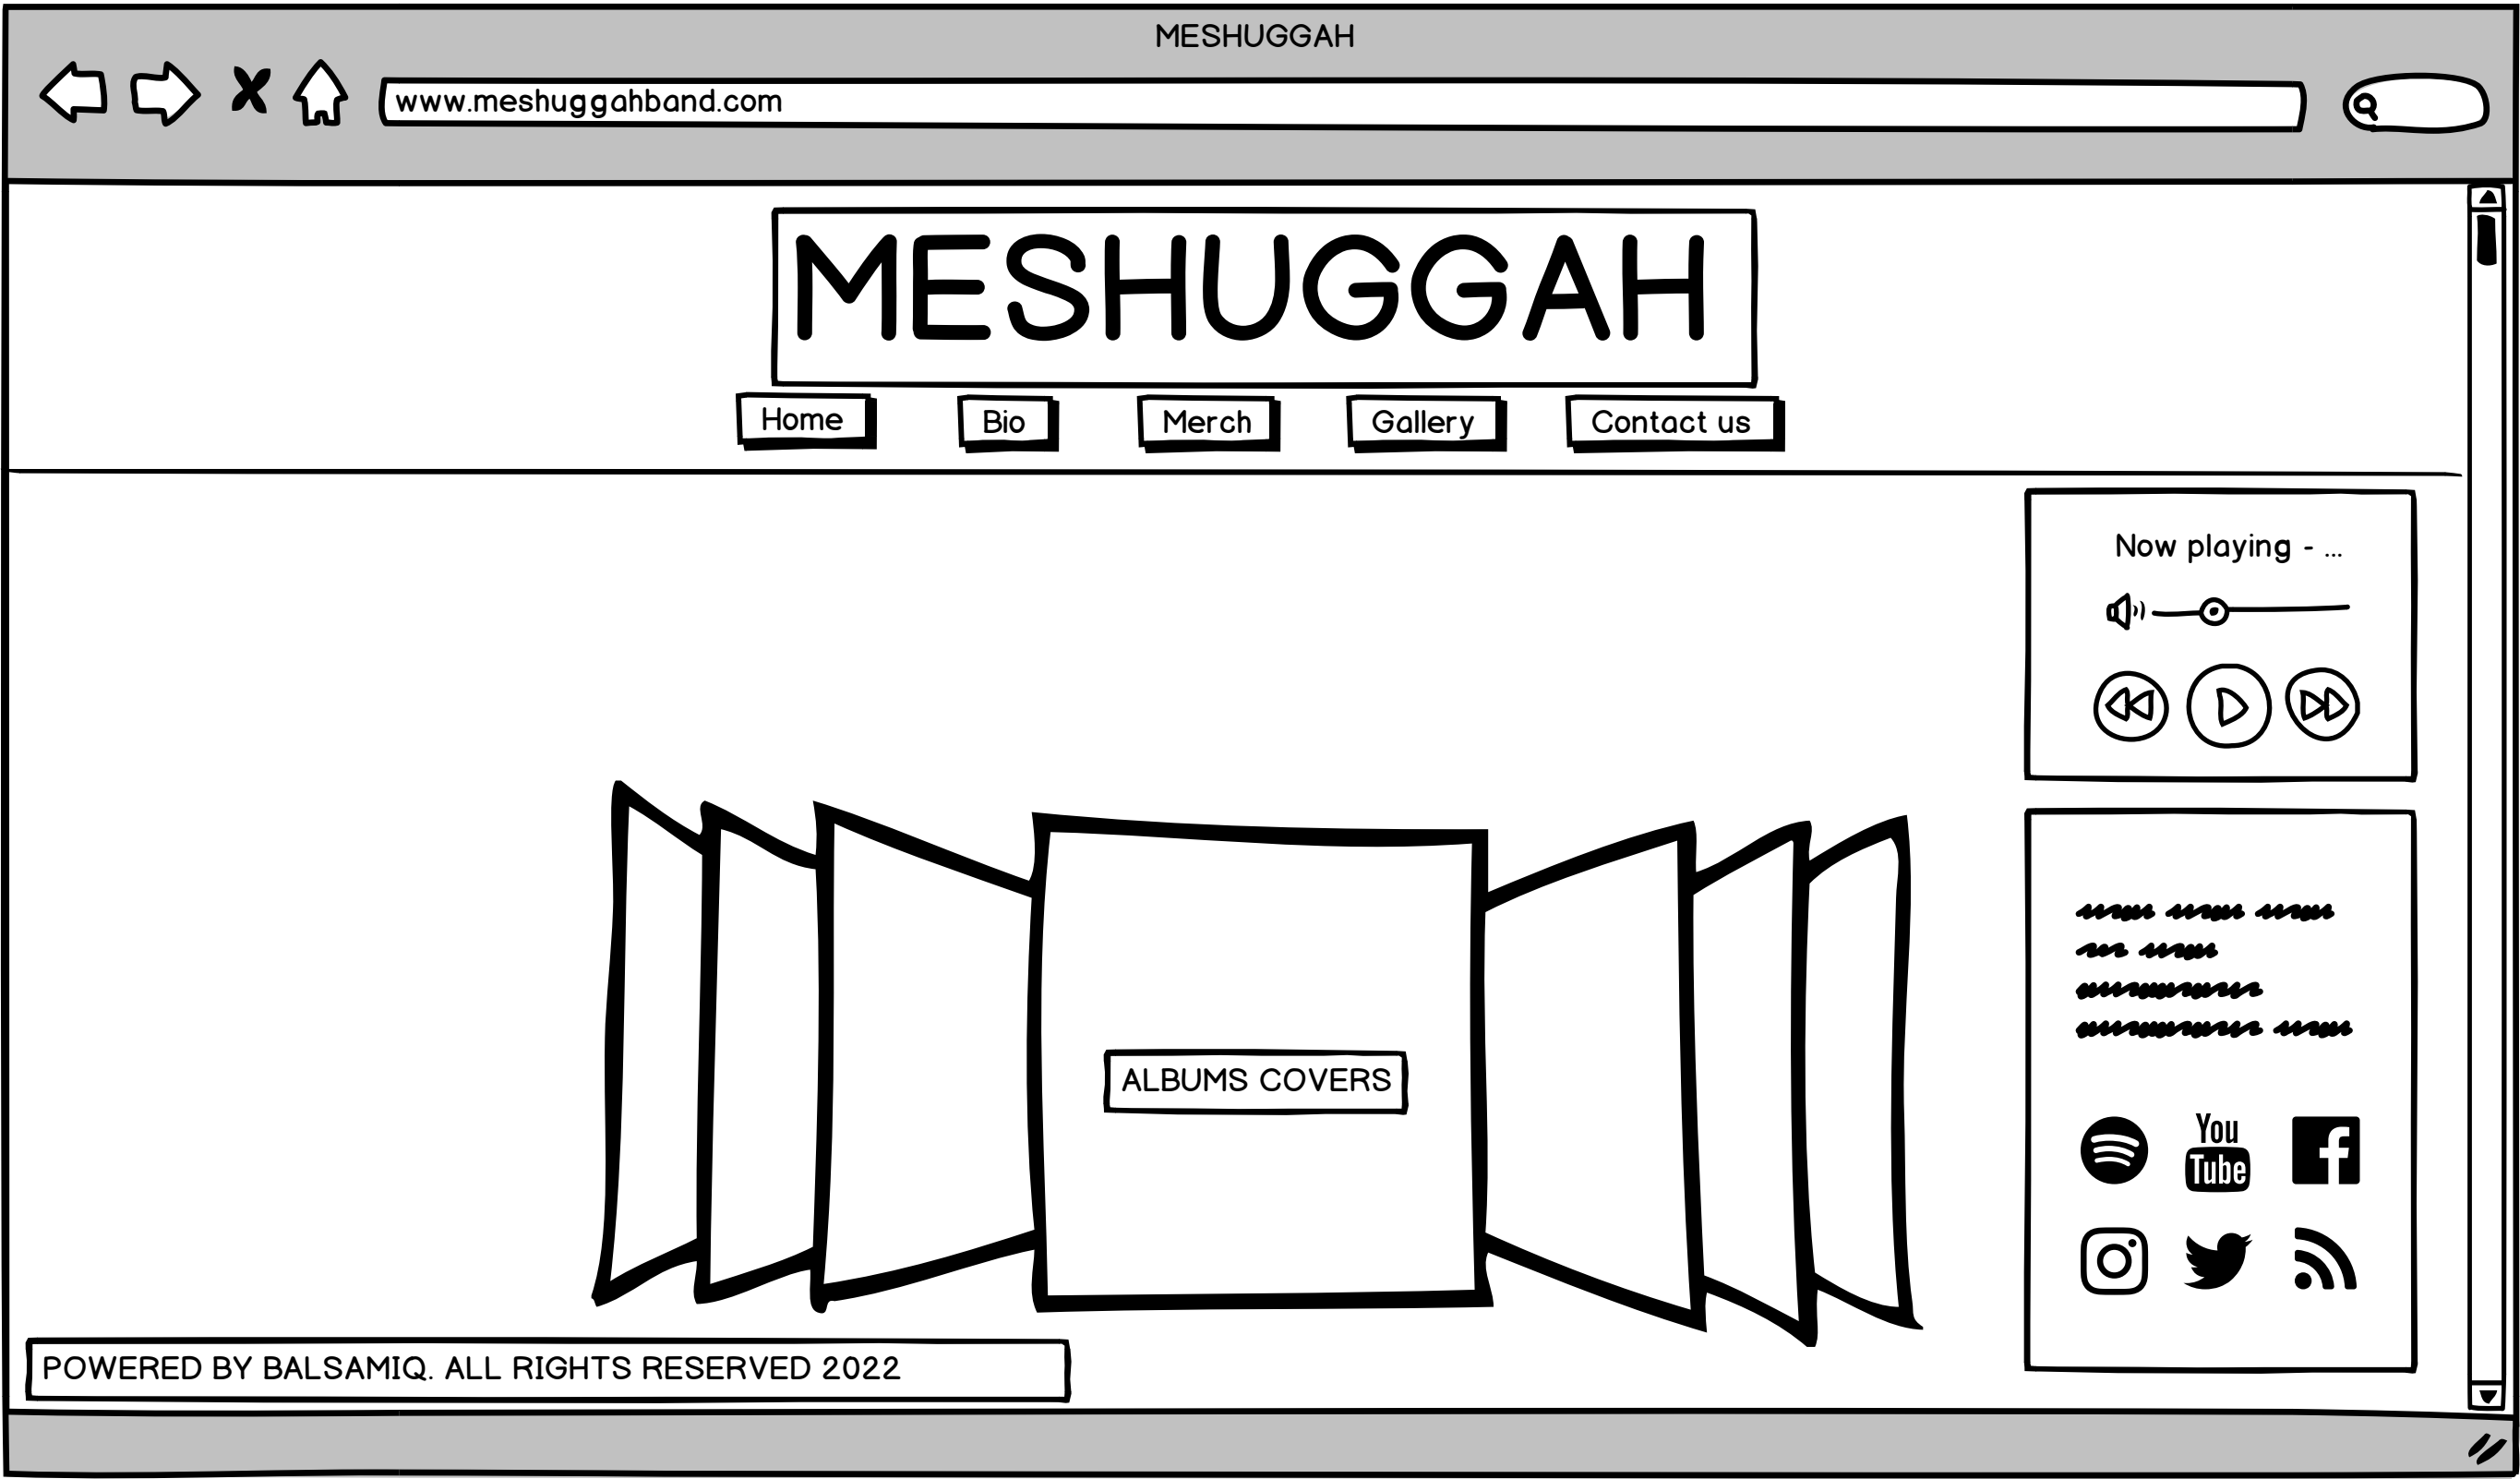 MESHUGGAH
www.meshuggahband.com
MESHUGGAH
Home Bio Merch Gallery Contact us
Now playing - ...
ALBUMS COVERS
You
Tube
f
POWERED BY BALSAMIQ. ALL RIGHTS RESERVED 2022